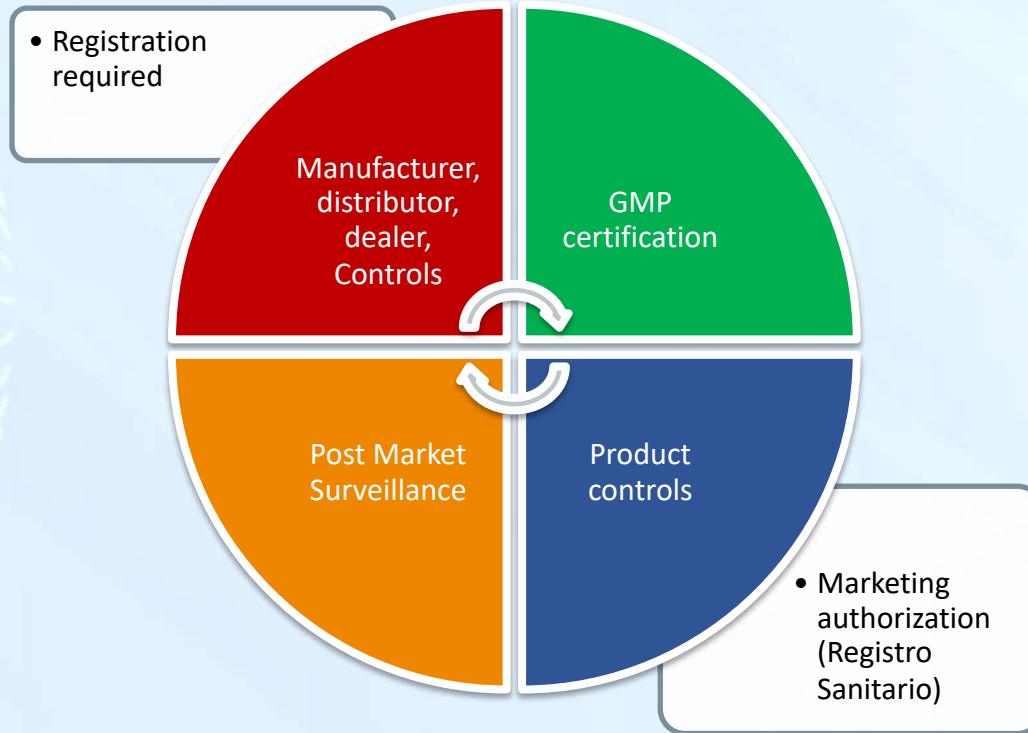 • Registration
required
Manufacturer,
distributor,
dealer,
Controls
GMP
certification
Post Market
Surveillance
Product
controls
• Marketing
authorization
(Registro
Sanitario)